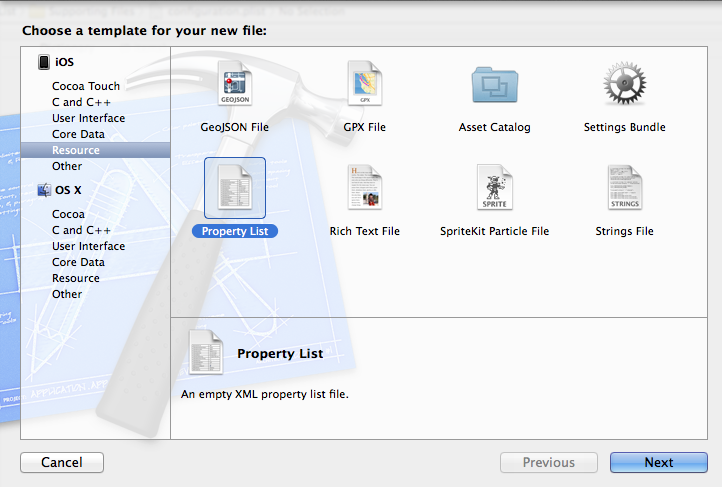 Choose a template for your new file:
iOS
Cocoa Touch
C and C++
User Interface
Core Data
Resource
Other
OS X
Cocoa
C and C++
User Interface
Core Data
Resource
Other
GEOJSON
GPX
GeoJSON File
GPX File
Asset Catalog
Settings Bundle
SPRITE
STRINGS
Property List
Rich Text File
SpriteKit Particle File
Strings File
Property List
An empty XML property list file.
Cancel
Previous
Next